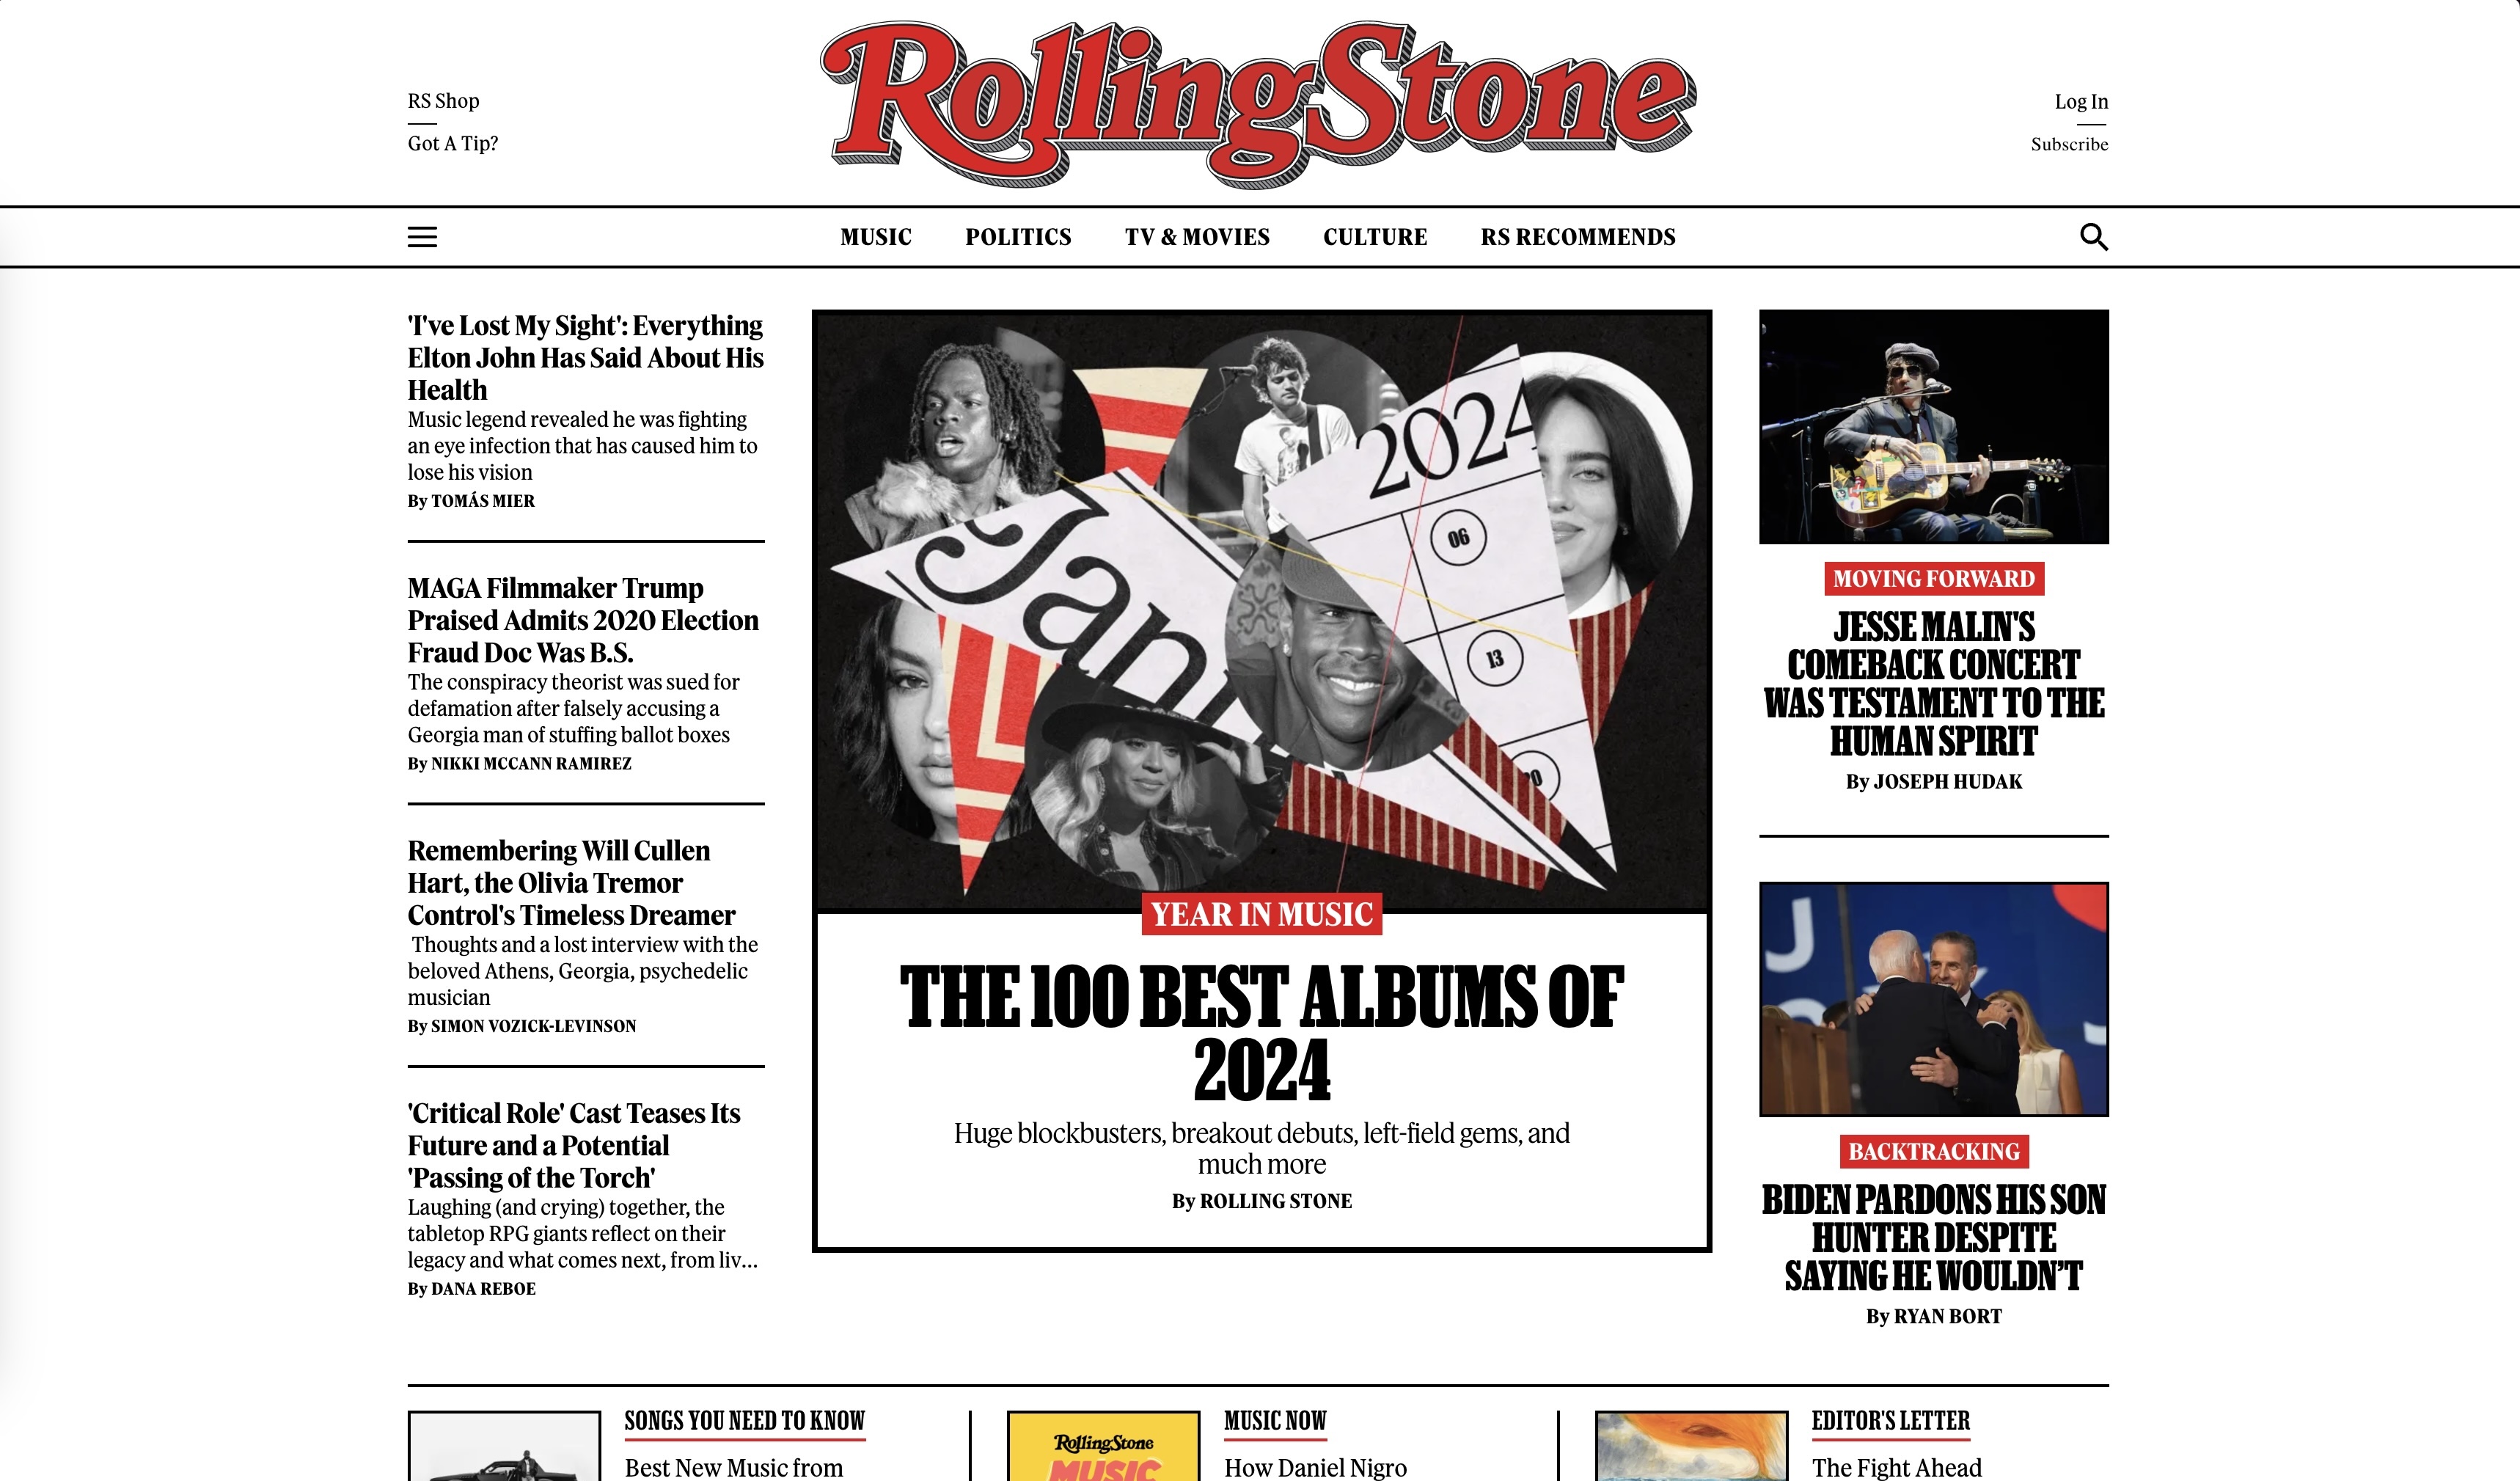 RollingStone
RS Shop
Got A Tip?
Log In
Subscribe
MUSIC POLITICS TV & MOVIES CULTURE RS RECOMMENDS
'I've Lost My Sight': Everything
Elton John Has Said About His
Health
Music legend revealed he was fighting
an eye infection that has caused him to
lose his vision
By TOMÁS MIER
MAGA Filmmaker Trump
Praised Admits 2020 Election
Fraud Doc Was B.S.
The conspiracy theorist was sued for
defamation after falsely accusing a
Georgia man of stuffing ballot boxes
By NIKKI MCCANN RAMIREZ
Remembering Will Cullen
Hart, the Olivia Tremor
Control's Timeless Dreamer
Thoughts and a lost interview with the
beloved Athens, Georgia, psychedelic
musician
By SIMON VOZICK-LEVINSON
'Critical Role' Cast Teases Its
Future and a Potential
'Passing of the Torch'
Laughing (and crying) together, the
tabletop RPG giants reflect on their
legacy and what comes next, from liv...
By DANA REBOE
2024
Janu
06
13
YEAR IN MUSIC
THE 100 BEST ALBUMS OF
2024
Huge blockbusters, breakout debuts, left-field gems, and
much more
By ROLLING STONE
MOVING FORWARD
JESSE MALIN'S
COMEBACK CONCERT
WAS TESTAMENT TO THE
HUMAN SPIRIT
By JOSEPH HUDAK
J
BACKTRACKING
BIDEN PARDONS HIS SON
HUNTER DESPITE
SAYING HE WOULDN'T
By RYAN BORT
SONGS YOU NEED TO KNOW
Best New Music from
RollingStone
MUSIC
MUSIC NOW
How Daniel Nigro
EDITOR'S LETTER
The Fight Ahead